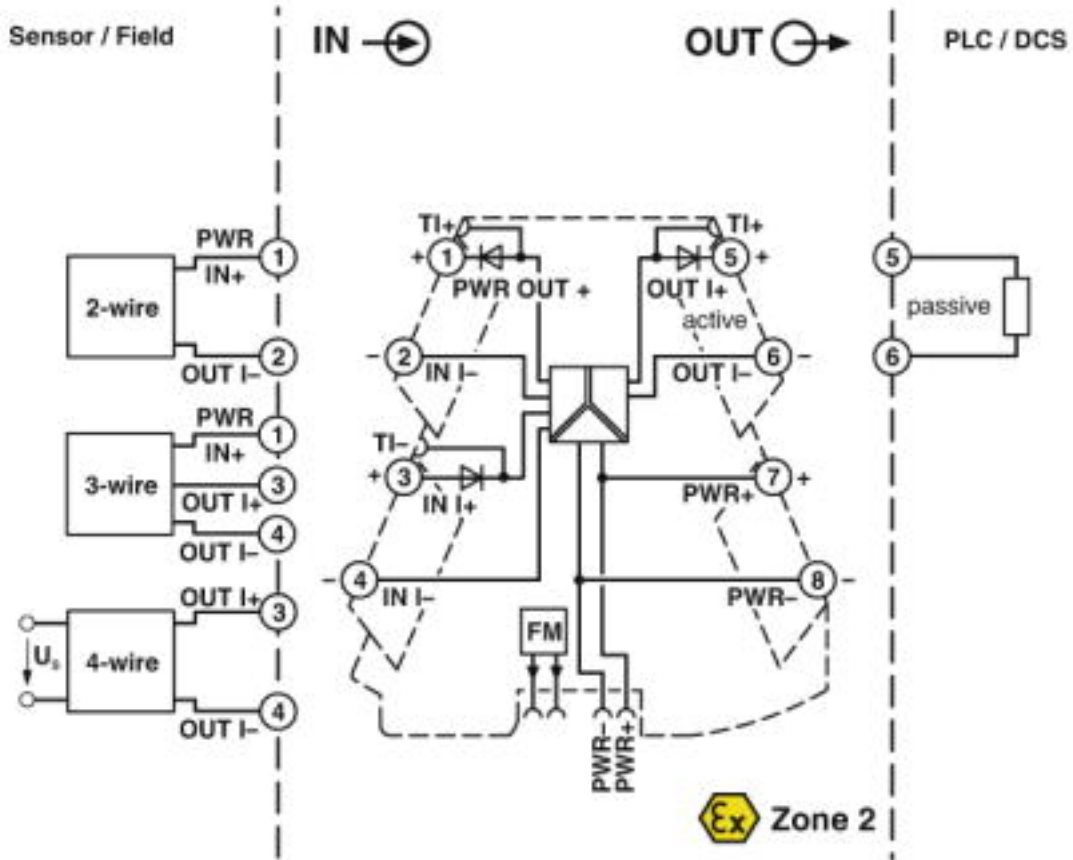 Sensor / Field
IN
OUT
PLC / DCS
PWR
1
IN+
2-wire
2
OUT I–
PWR
1
IN+
3-wire
3
OUT I+
4
OUT I–
OUT I+
3
Us
4-wire
4
OUT I–
TI+
+ 1
PWR OUT +
– 2
IN I–
TI–
+ 3
IN I+
– 4
IN I–
FM
PWR–
PWR+
TI+
5 +
OUT I+
active
6 –
OUT I–
7 +
PWR+
8 –
PWR–
5
passive
6
Ex Zone 2